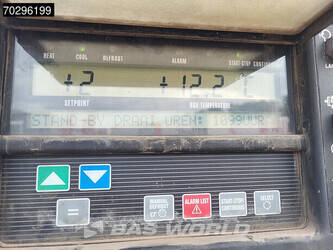 70296199
HEAT COOL DEFROST ALARM START-STOP CONTINUOUS
+2 +12.2 °C
SETPOINT BOX TEMPERATURE
STAND-BY DRAAI UREN: 1099UUR
MANUAL DEFROST
ALARM LIST
START-STOP CONTINUOUS
SELECT
=
BAS WORLD